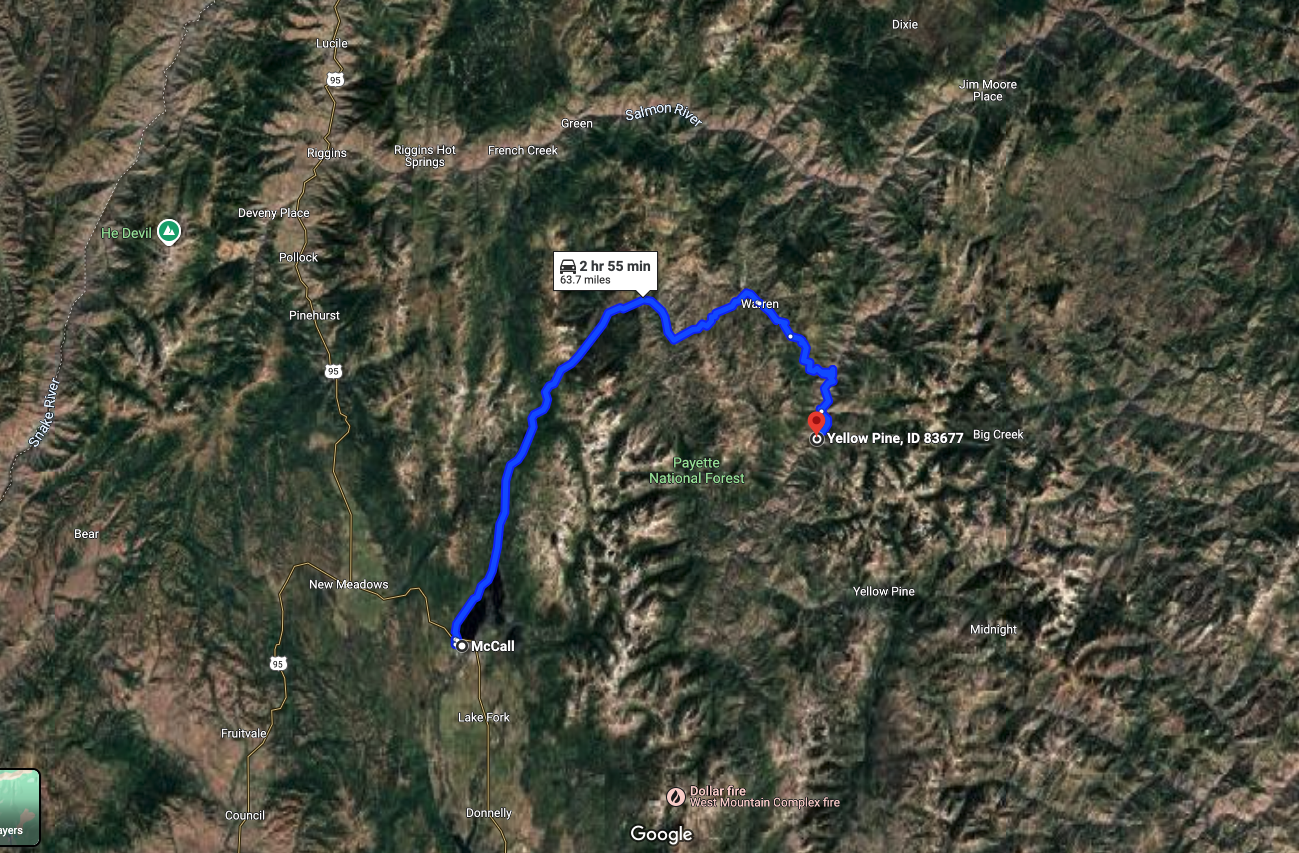 Dixie
Lucile
95
Jim Moore
Place
Salmon River
Green
Riggins
Riggins Hot
Springs
French Creek
Deveny Place
He Devil
Pollock
2 hr 55 min
63.7 miles
Warren
Pinehurst
95
Snake River
Yellow Pine, ID 83677
Big Creek
Payette
National Forest
Bear
New Meadows
Yellow Pine
Midnight
McCall
95
Lake Fork
Fruitvale
Dollar fire
West Mountain Complex fire
Council
Donnelly
ayers
Google